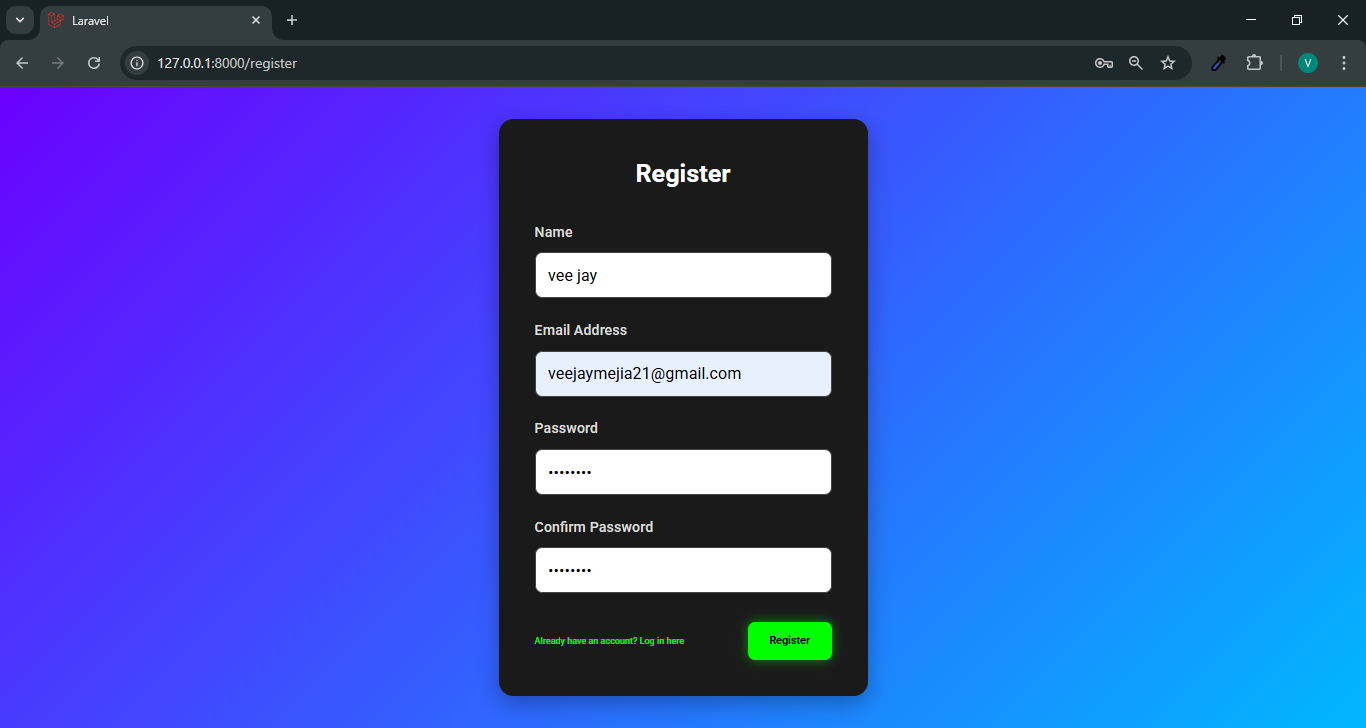 Laravel
127.0.0.1:8000/register
V
Register
Name
vee jay
Email Address
veejaymejia21@gmail.com
Password
••••••••
Confirm Password
••••••••
Already have an account? Log in here
Register